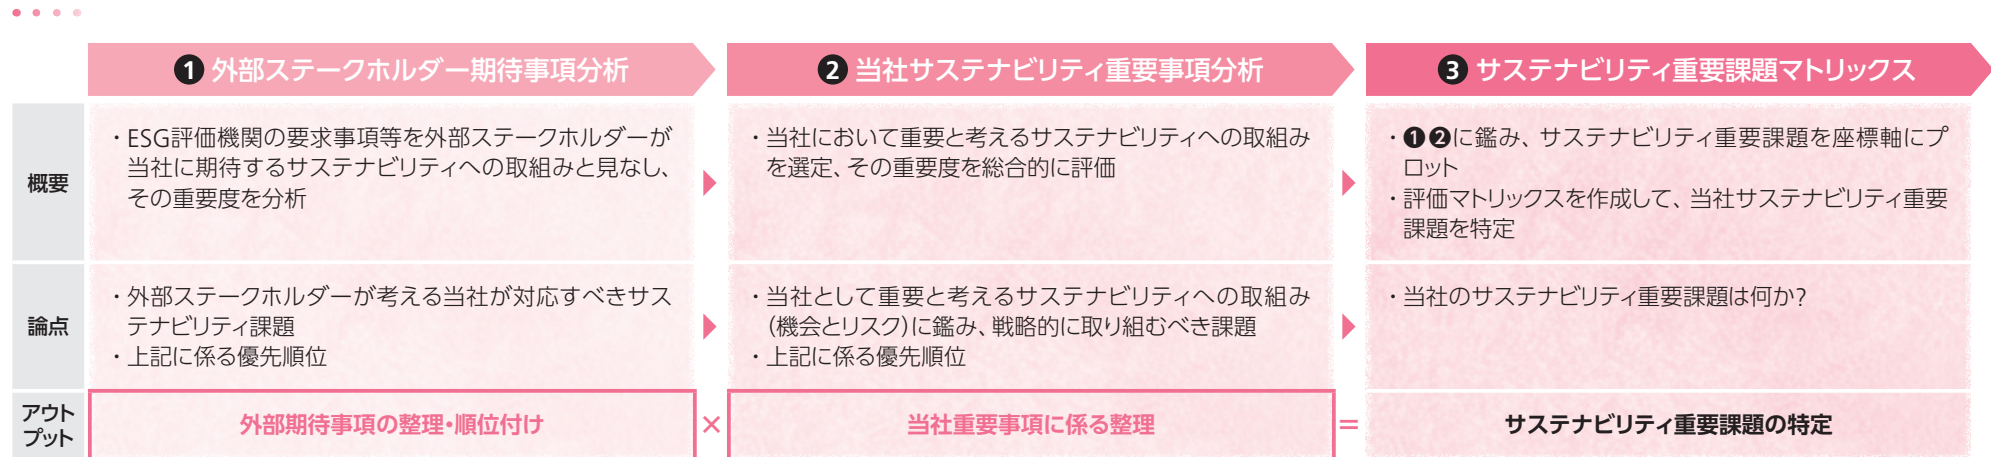 ❶ 外部ステークホルダー期待事項分析
❷ 当社サステナビリティ重要事項分析
❸ サステナビリティ重要課題マトリックス
概要
・ESG評価機関の要求事項等を外部ステークホルダーが
当社に期待するサステナビリティへの取組みと見なし、
その重要度を分析
・当社において重要と考えるサステナビリティへの取組み
を選定、その重要度を総合的に評価
・❶❷に鑑み、サステナビリティ重要課題を座標軸にプ
ロット
・評価マトリックスを作成して、当社サステナビリティ重要
課題を特定
論点
・外部ステークホルダーが考える当社が対応すべきサス
テナビリティ課題
・上記に係る優先順位
・当社として重要と考えるサステナビリティへの取組み
(機会とリスク)に鑑み、戦略的に取り組むべき課題
・上記に係る優先順位
・当社のサステナビリティ重要課題は何か?
アウト
プット
外部期待事項の整理・順位付け
×
当社重要事項に係る整理
=
サステナビリティ重要課題の特定